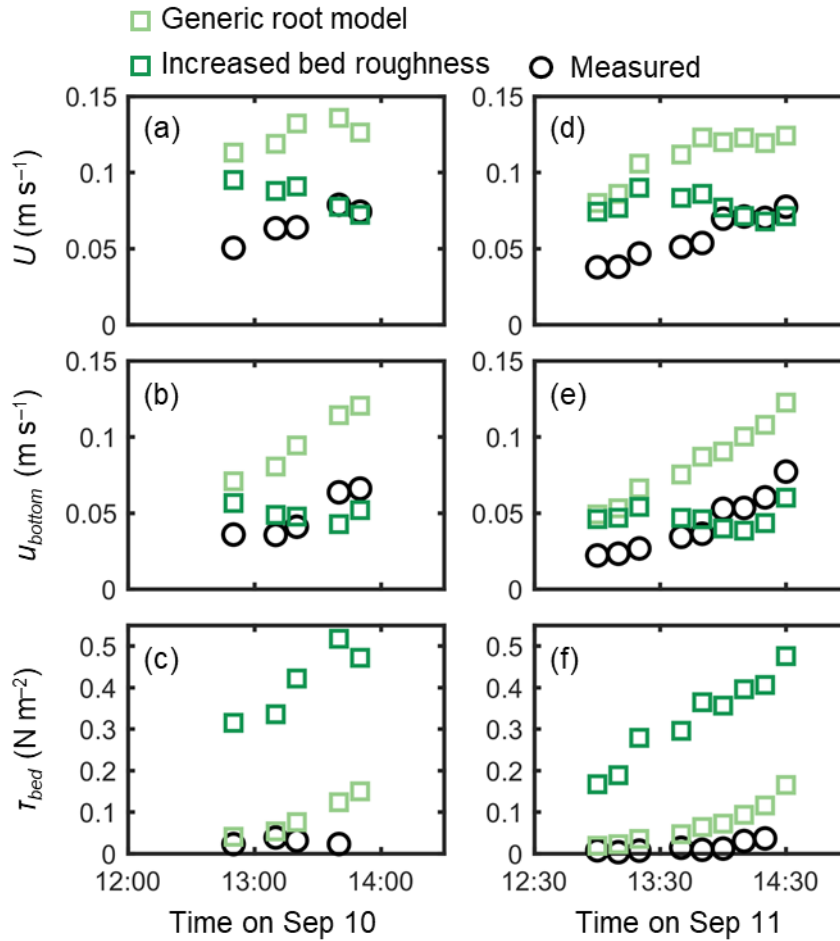 Generic root model
Increased bed roughness Measured
0.15 (a) (d) 0.15
0.1 0.1
U (m s⁻¹)
0.05 0.05
0 0
0.15 (b) (e) 0.15
0.1 0.1
u_bottom (m s⁻¹)
0.05 0.05
0 0
0.5 (c) (f) 0.5
0.4 0.4
0.3 0.3
τ_bed (N m⁻²)
0.2 0.2
0.1 0.1
0 0
12:00 13:00 14:00 12:30 13:30 14:30
Time on Sep 10 Time on Sep 11